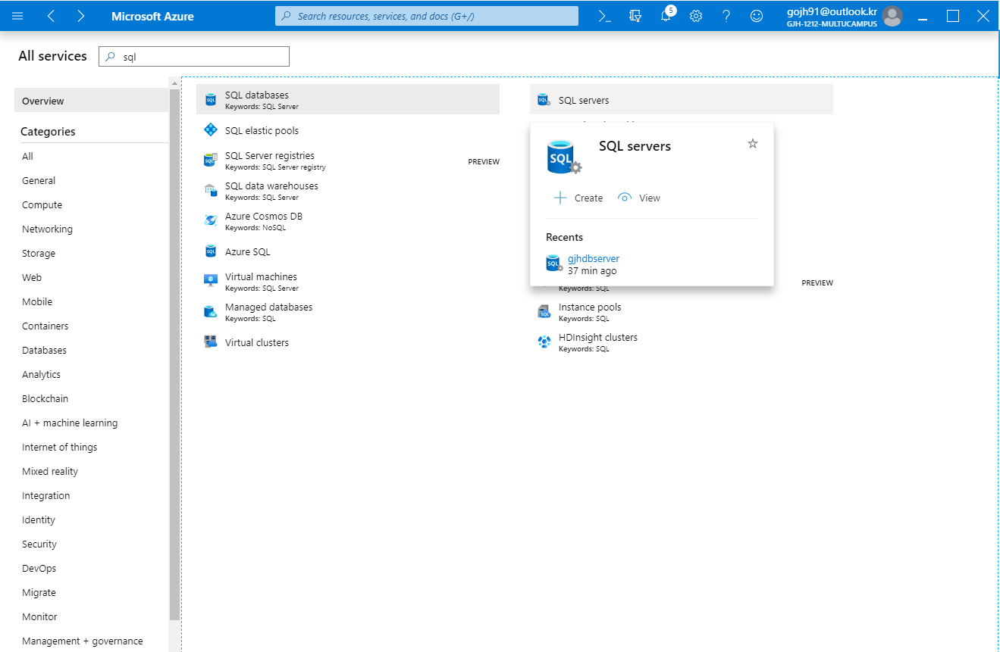 Microsoft Azure
Search resources, services, and docs (G+/)
5
gojh91@outlook.kr
GJH-1212-MULTUCAMPUS
All services
sql
Overview
Categories
All
General
Compute
Networking
Storage
Web
Mobile
Containers
Databases
Analytics
Blockchain
AI + machine learning
Internet of things
Mixed reality
Integration
Identity
Security
DevOps
Migrate
Monitor
Management + governance
SQL databases
Keywords: SQL Server
SQL elastic pools
SQL Server registries
Keywords: SQL Server registry
PREVIEW
SQL data warehouses
Keywords: SQL Server
Azure Cosmos DB
Keywords: NoSQL
Azure SQL
Virtual machines
Keywords: SQL Server
Managed databases
Keywords: SQL
Virtual clusters
SQL servers
SQL
SQL servers
Create
View
Recents
gjhdbserver
37 min ago
Keywords: SQL
PREVIEW
Instance pools
Keywords: SQL
HDInsight clusters
Keywords: SQL